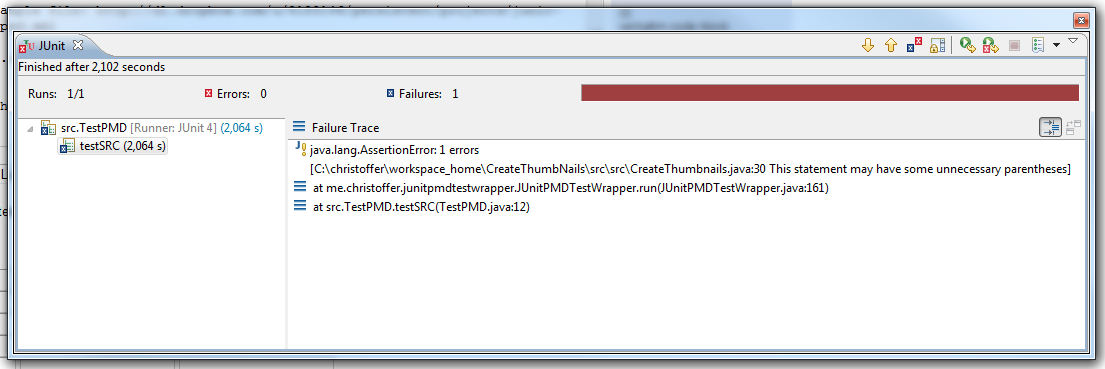 JUnit
Finished after 2,102 seconds
Runs: 1/1 Errors: 0 Failures: 1
src.TestPMD [Runner: JUnit 4] (2,064 s)
testSRC (2,064 s)
Failure Trace
java.lang.AssertionError: 1 errors
[C:\christoffer\workspace_home\CreateThumbNails\src\src\CreateThumbnails.java:30 This statement may have some unnecessary parentheses]
at me.christoffer.junitpmdtestwrapper.JUnitPMDTestWrapper.run(JUnitPMDTestWrapper.java:161)
at src.TestPMD.testSRC(TestPMD.java:12)